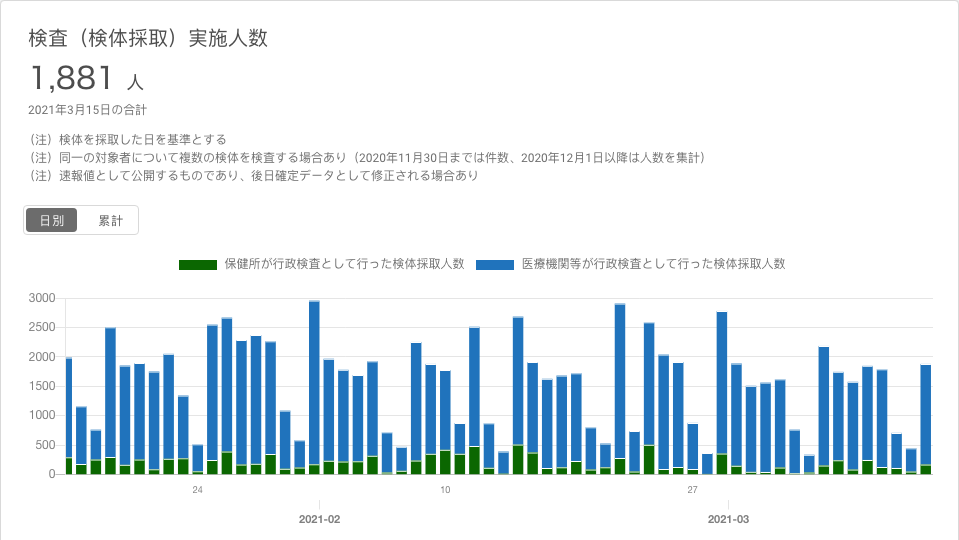 検査（検体採取）実施人数
1,881 人
2021年3月15日の合計
（注）検体を採取した日を基準とする
（注）同一の対象者について複数の検体を検査する場合あり（2020年11月30日までは件数、2020年12月1日以降は人数を集計）
（注）速報値として公開するものであり、後日確定データとして修正される場合あり
日別 累計
保健所が行政検査として行った検体採取人数 医療機関等が行政検査として行った検体採取人数
3000
2500
2000
1500
1000
500
0
24 10 27
2021-02 2021-03